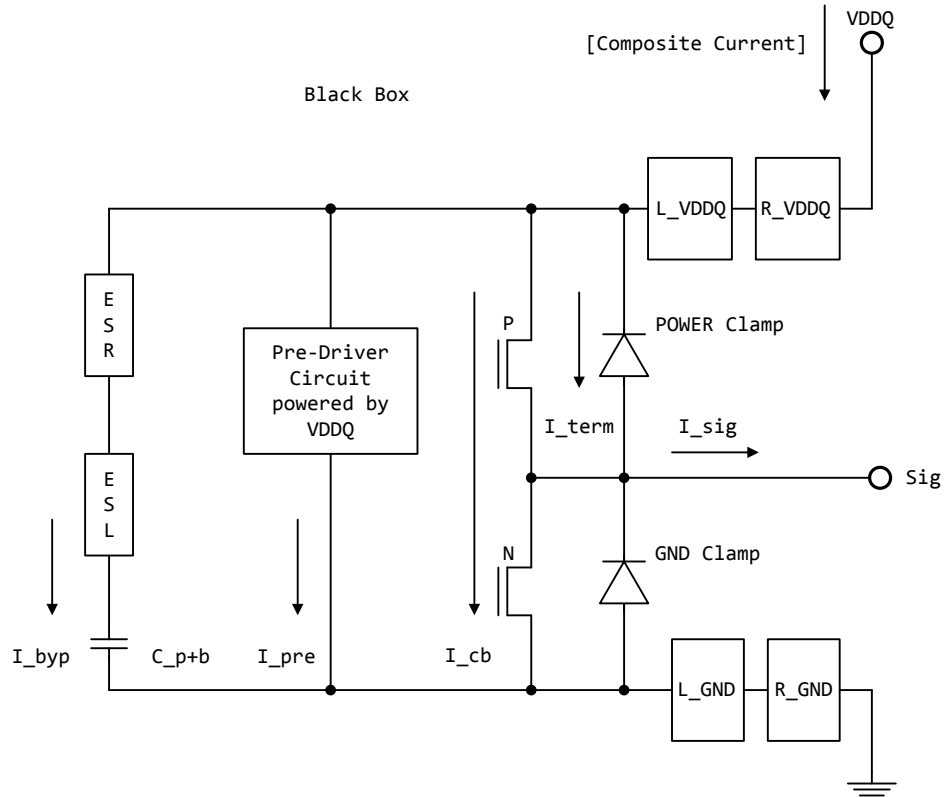 VDDQ
[Composite Current]
Black Box
L_VDDQ
R_VDDQ
E
S
R
P
POWER Clamp
Pre-Driver
Circuit
powered by
VDDQ
I_term
I_sig
E
S
L
Sig
N
GND Clamp
I_byp
C_p+b
I_pre
I_cb
L_GND
R_GND